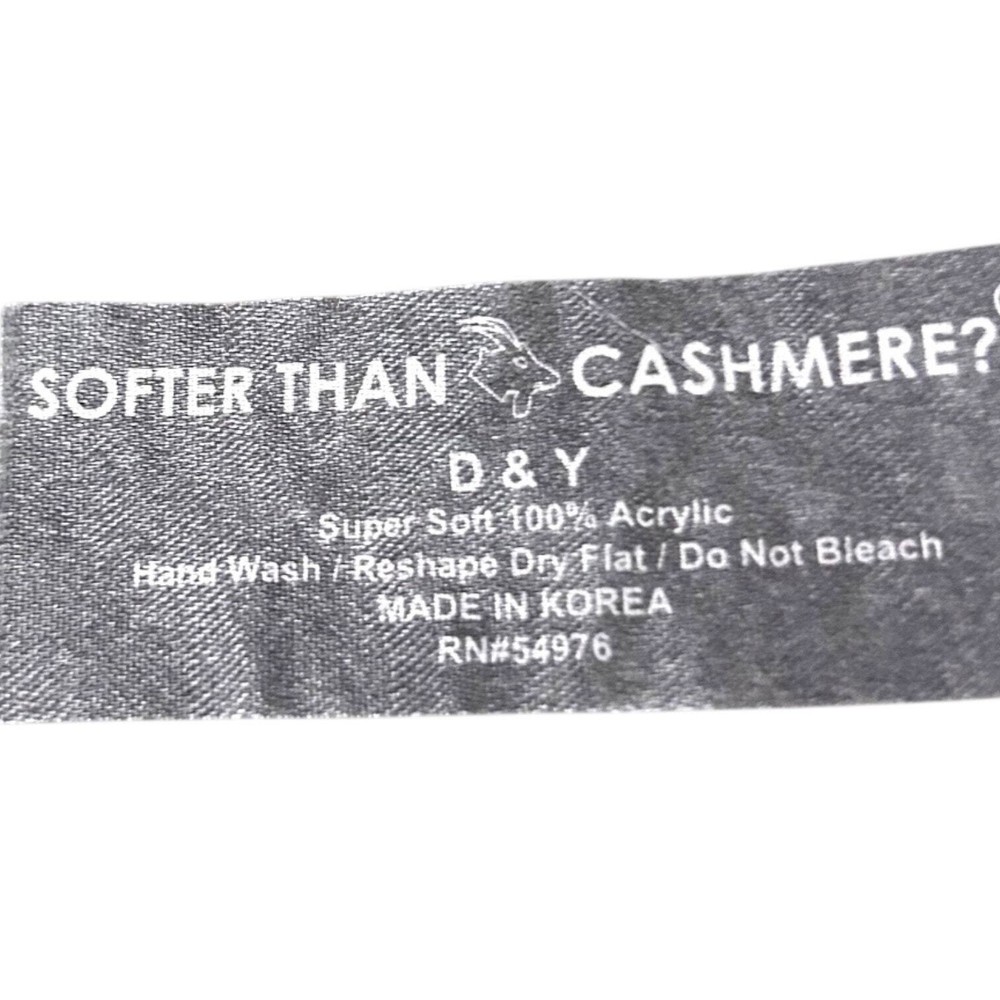 SOFTER THAN CASHMERE?
D & Y
Super Soft 100% Acrylic
Hand Wash / Reshape Dry Flat / Do Not Bleach
MADE IN KOREA
RN#54976